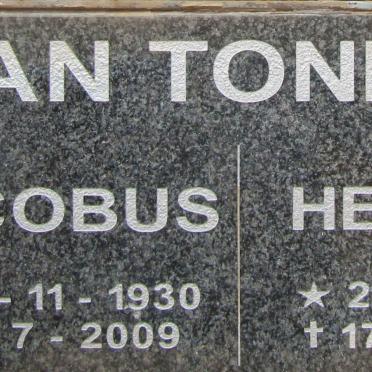 AN TON
COBUS HE
- 11 - 1930 ★ 2
7 - 2009 † 17